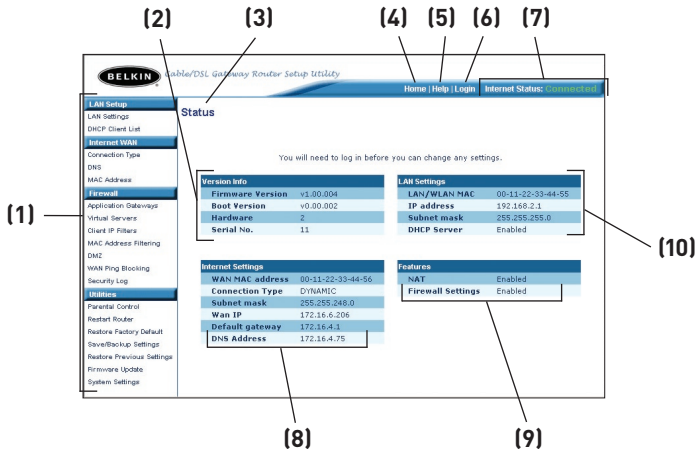 (2) (3) (4) (5) (6) (7)
BELKIN Cable/DSL Gateway Router Setup Utility
Home | Help | Login Internet Status: Connected
LAN Setup
LAN Settings
DHCP Client List
Internet WAN
Connection Type
DNS
MAC Address
Firewall
Application Gateways
Virtual Servers
Client IP Filters
MAC Address Filtering
DMZ
WAN Ping Blocking
Security Log
Utilities
Parental Control
Restart Router
Restore Factory Default
Save/Backup Settings
Restore Previous Settings
Firmware Update
System Settings
(1)
Status
You will need to log in before you can change any settings.
Version Info
Firmware Version v1.00.004
Boot Version v0.00.002
Hardware 2
Serial No. 11
LAN Settings
LAN/WLAN MAC 00-11-22-33-44-55
IP address 192.168.2.1
Subnet mask 255.255.255.0
DHCP Server Enabled
(10)
Internet Settings
WAN MAC address 00-11-22-33-44-56
Connection Type DYNAMIC
Subnet mask 255.255.248.0
Wan IP 172.16.6.206
Default gateway 172.16.4.1
DNS Address 172.16.4.75
Features
NAT Enabled
Firewall Settings Enabled
(8) (9)